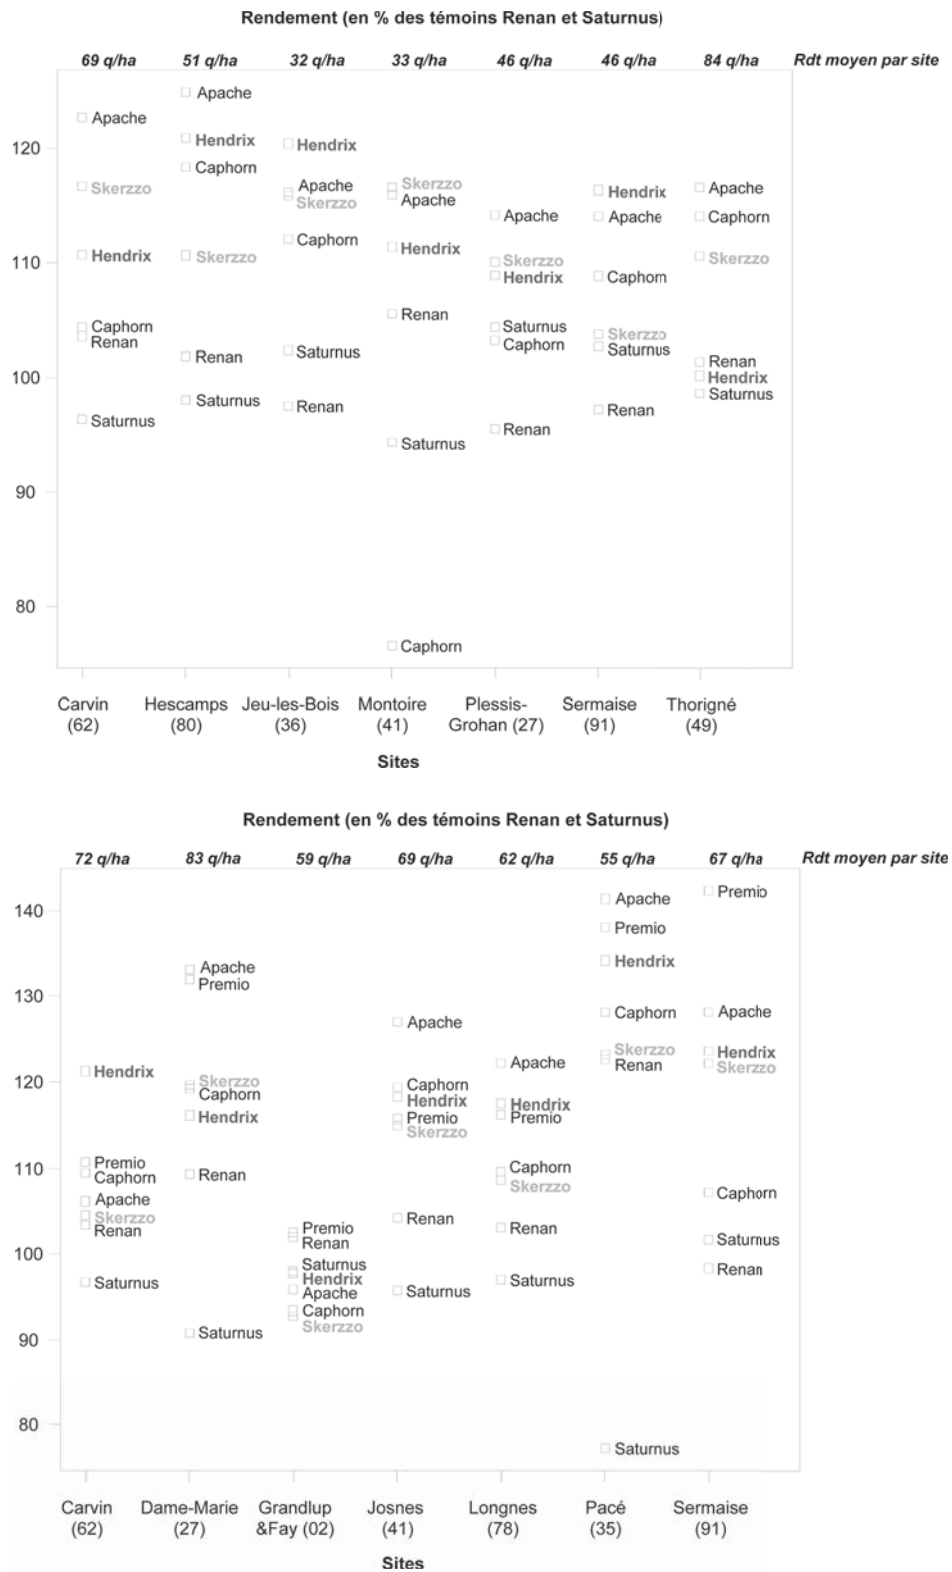 Rendement (en % des témoins Renan et Saturnus)
69 q/ha 51 q/ha 32 q/ha 33 q/ha 46 q/ha 46 q/ha 84 q/ha Rdt moyen par site
Apache
Apache
120
Hendrix
Hendrix
Caphorn
Skerzzo
Apache
Skerzzo
Skerzzo
Apache
Apache
Hendrix
Apache
Apache
Caphorn
Caphorn
110
Hendrix
Skerzzo
Hendrix
Skerzzo
Hendrix
Caphorn
Skerzzo
Caphorn
Renan
Renan
Saturnus
Renan
Saturnus
Caphorn
Skerzzo
Saturnus
Renan
Hendrix
Saturnus
100
Saturnus
Saturnus
Renan
Saturnus
Renan
Renan
90
80
Caphorn
Carvin (62)
Hescamps (80)
Jeu-les-Bois (36)
Montoire (41)
Plessis-Grohan (27)
Sermaise (91)
Thorigné (49)
Sites
Rendement (en % des témoins Renan et Saturnus)
72 q/ha 83 q/ha 59 q/ha 69 q/ha 62 q/ha 55 q/ha 67 q/ha Rdt moyen par site
140
130
120
110
100
90
80
Hendrix
Premio
Caphorn
Apache
Skerzzo
Renan
Saturnus
Apache
Premio
Skerzzo
Caphorn
Hendrix
Renan
Saturnus
Premio
Renan
Saturnus
Hendrix
Apache
Caphorn
Skerzzo
Apache
Caphorn
Hendrix
Premio
Skerzzo
Renan
Saturnus
Apache
Hendrix
Premio
Caphorn
Skerzzo
Renan
Saturnus
Apache
Premio
Hendrix
Caphorn
Skerzzo
Renan
Saturnus
Premio
Apache
Hendrix
Skerzzo
Caphorn
Saturnus
Renan
Carvin (62)
Dame-Marie (27)
Grandlup &Fay (02)
Josnes (41)
Longnes (78)
Pacé (35)
Sermaise (91)
Sites